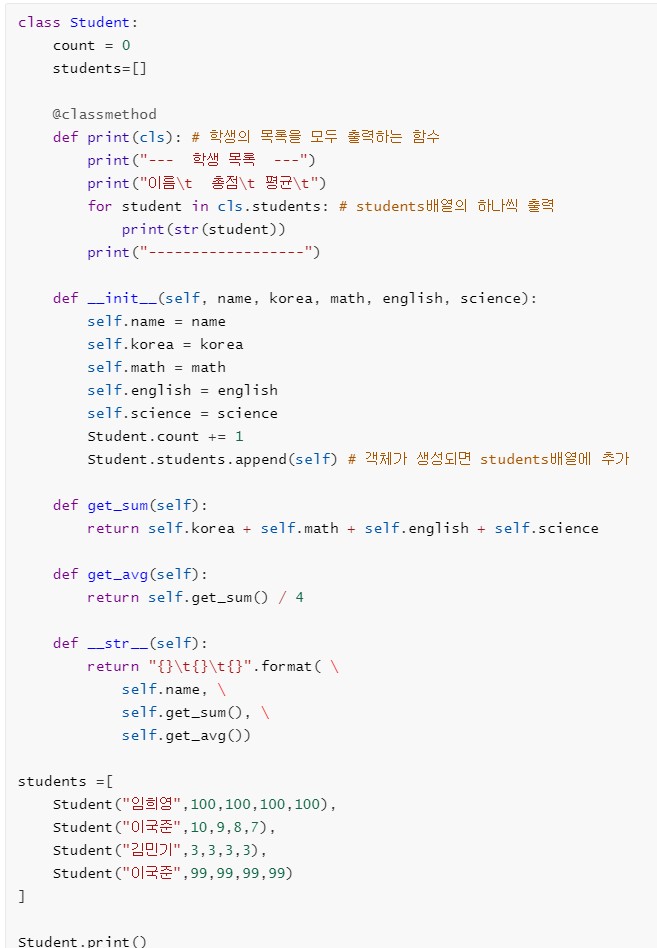 class Student:
    count = 0
    students=[]

    @classmethod
    def print(cls): # 학생의 목록을 모두 출력하는 함수
        print("---  학생 목록  ---")
        print("이름\t  총점\t 평균\t")
        for student in cls.students: # students배열의 하나씩 출력
            print(str(student))
        print("------------------")

    def __init__(self, name, korea, math, english, science):
        self.name = name
        self.korea = korea
        self.math = math
        self.english = english
        self.science = science
        Student.count += 1
        Student.students.append(self) # 객체가 생성되면 students배열에 추가

    def get_sum(self):
        return self.korea + self.math + self.english + self.science

    def get_avg(self):
        return self.get_sum() / 4

    def __str__(self):
        return "{}\t{}\t{}".format( \
            self.name, \
            self.get_sum(), \
            self.get_avg())

students =[
    Student("임희영",100,100,100,100),
    Student("이국준",10,9,8,7),
    Student("김민기",3,3,3,3),
    Student("이국준",99,99,99,99)
]

Student.print()